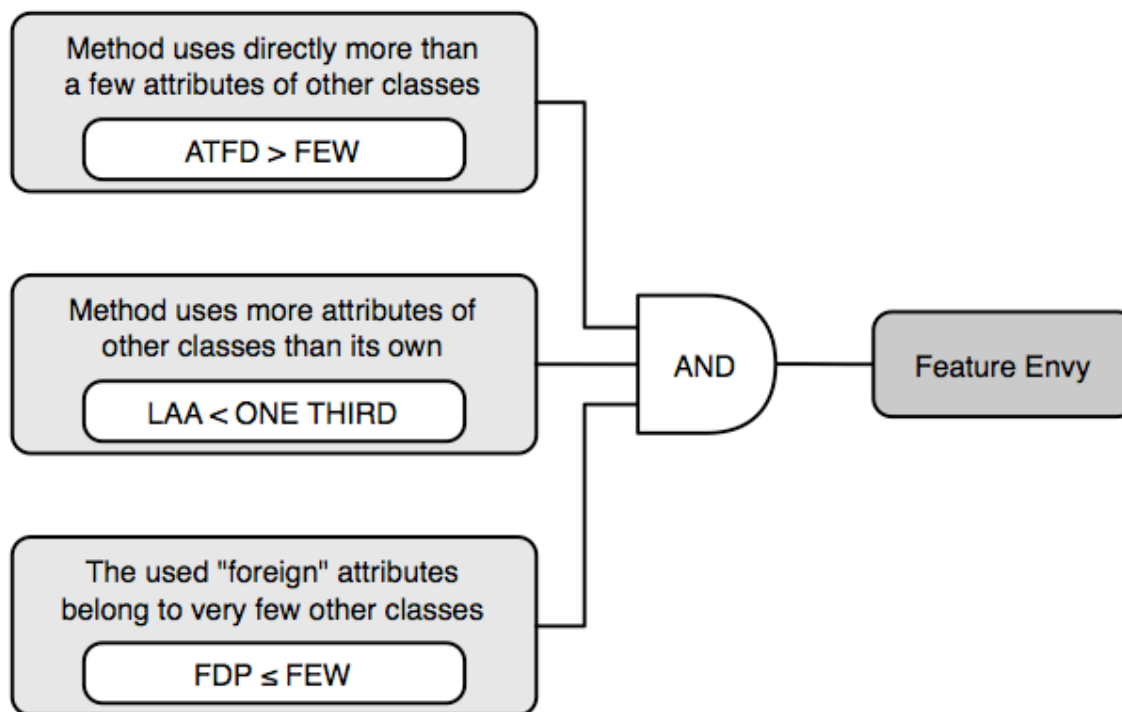 Method uses directly more than
a few attributes of other classes
ATFD > FEW
Method uses more attributes of
other classes than its own
LAA < ONE THIRD
The used "foreign" attributes
belong to very few other classes
FDP ≤ FEW
AND
Feature Envy